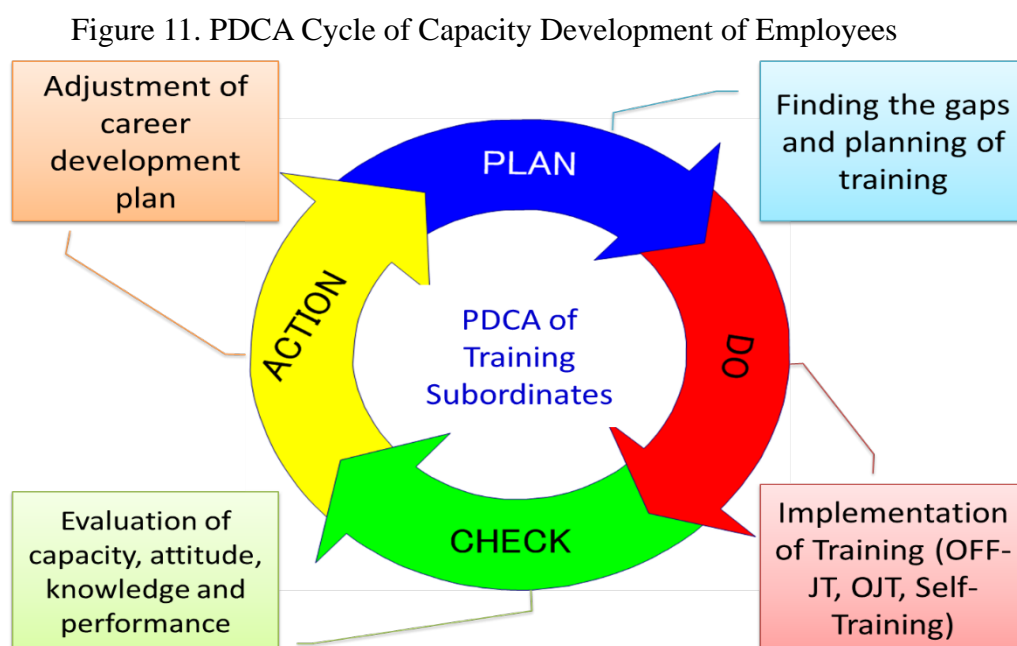 Figure 11. PDCA Cycle of Capacity Development of Employees
Adjustment of
career
development
plan
PLAN
Finding the gaps
and planning of
training
ACTION
PDCA of
Training
Subordinates
DO
Evaluation of
capacity, attitude,
knowledge and
performance
CHECK
Implementation
of Training (OFF-
JT, OJT, Self-
Training)